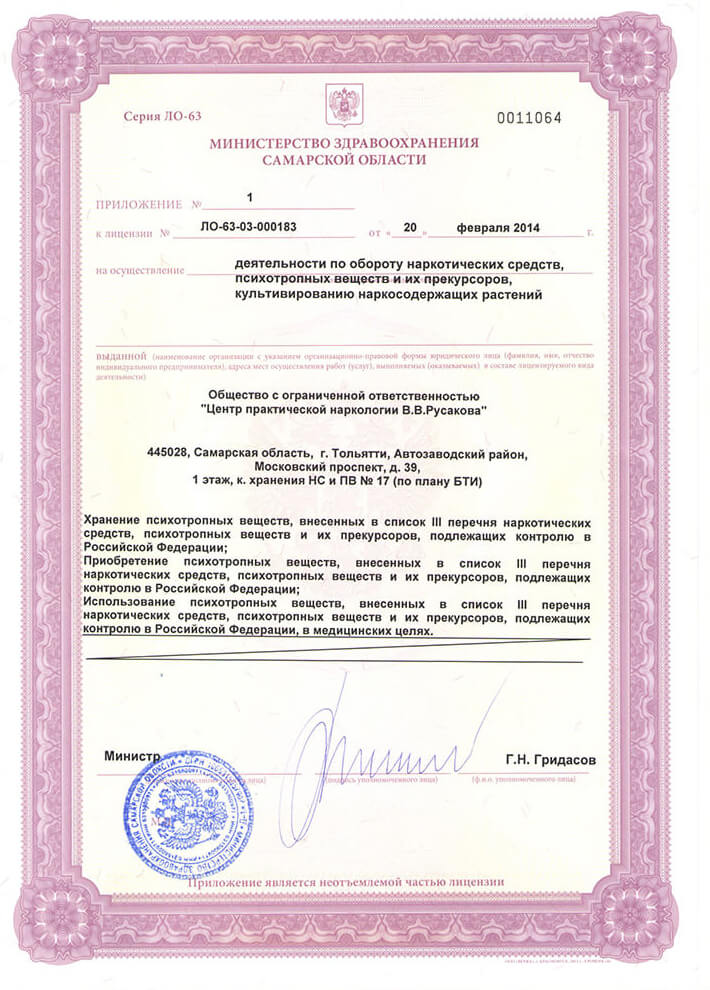 Серия ЛО-63
0011064
МИНИСТЕРСТВО ЗДРАВООХРАНЕНИЯ
САМАРСКОЙ ОБЛАСТИ
ПРИЛОЖЕНИЕ № 1
к лицензии № ЛО-63-03-000183 от « 20 » февраля 2014 г.
на осуществление деятельности по обороту наркотических средств,
психотропных веществ и их прекурсоров,
культивированию наркосодержащих растений
выданной (наименование организации с указанием организационно-правовой формы юридического лица (фамилия, имя, отчество
индивидуального предпринимателя), адреса мест осуществления работ (услуг), выполняемых (оказываемых) в составе лицензируемого вида
деятельности)
Общество с ограниченной ответственностью
"Центр практической наркологии В.В.Русакова"
445028, Самарская область, г. Тольятти, Автозаводский район,
Московский проспект, д. 39,
1 этаж, к. хранения НС и ПВ № 17 (по плану БТИ)
Хранение психотропных веществ, внесенных в список III перечня наркотических
средств, психотропных веществ и их прекурсоров, подлежащих контролю в
Российской Федерации;
Приобретение психотропных веществ, внесенных в список III перечня
наркотических средств, психотропных веществ и их прекурсоров, подлежащих
контролю в Российской Федерации;
Использование психотропных веществ, внесенных в список III перечня
наркотических средств, психотропных веществ и их прекурсоров, подлежащих
контролю в Российской Федерации, в медицинских целях.
Министр
Г.Н. Гридасов
(подпись уполномоченного лица)
(ф.и.о. уполномоченного лица)
Приложение является неотъемлемой частью лицензии